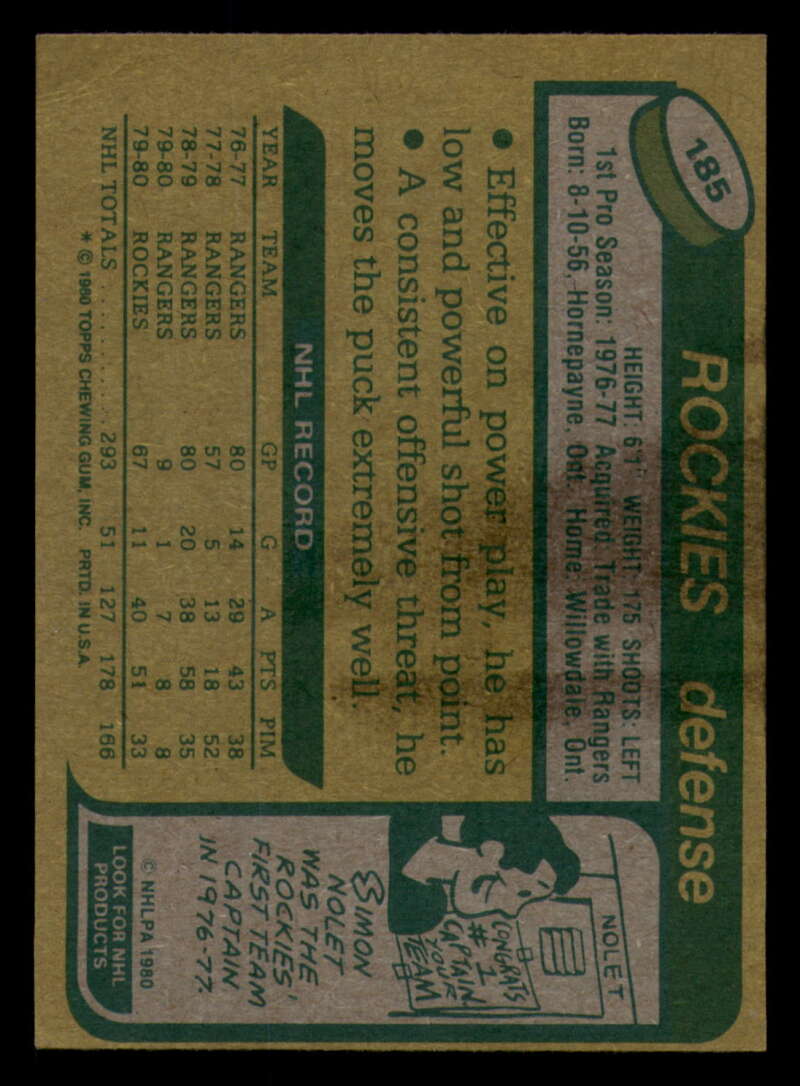 185
ROCKIES defense
HEIGHT: 6'1" WEIGHT: 175 SHOOTS: LEFT
1st Pro Season: 1976-77 Acquired: Trade with Rangers
Born: 8-10-56, Hornepayne, Ont. Home: Willowdale, Ont.
• Effective on power play, he has
low and powerful shot from point.
• A consistent offensive threat, he
moves the puck extremely well.
NHL RECORD
YEAR TEAM GP G A PTS PIM
76-77 RANGERS 80 14 29 43 38
77-78 RANGERS 57 5 13 18 52
78-79 RANGERS 80 20 38 58 35
79-80 RANGERS 9 1 7 8 8
79-80 ROCKIES 67 11 40 51 33
NHL TOTALS .......... 293 51 127 178 166
* © 1980 TOPPS CHEWING GUM, INC. PRTD. IN U.S.A.
NOLET
CONGRATS
# 1
CAPTAIN
YOUR
TEAM
SIMON
NOLET
WAS THE
ROCKIES'
FIRST TEAM
CAPTAIN
IN 1976-77.
© NHLPA 1980
LOOK FOR NHL
PRODUCTS